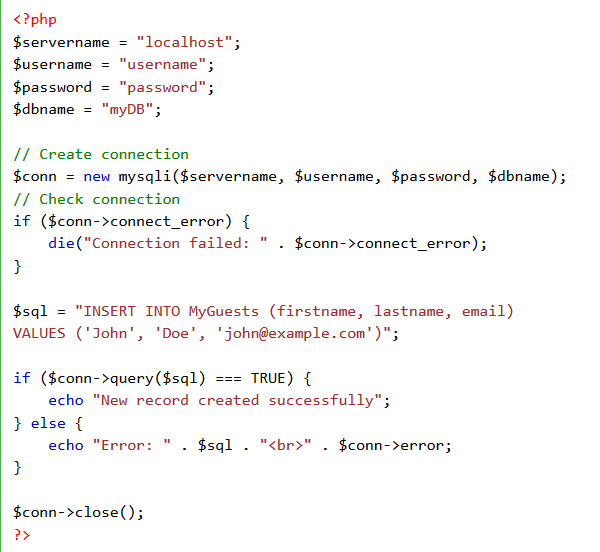 <?php
$servername = "localhost";
$username = "username";
$password = "password";
$dbname = "myDB";

// Create connection
$conn = new mysqli($servername, $username, $password, $dbname);
// Check connection
if ($conn->connect_error) {
    die("Connection failed: " . $conn->connect_error);
}

$sql = "INSERT INTO MyGuests (firstname, lastname, email)
VALUES ('John', 'Doe', 'john@example.com')";

if ($conn->query($sql) === TRUE) {
    echo "New record created successfully";
} else {
    echo "Error: " . $sql . "<br>" . $conn->error;
}

$conn->close();
?>